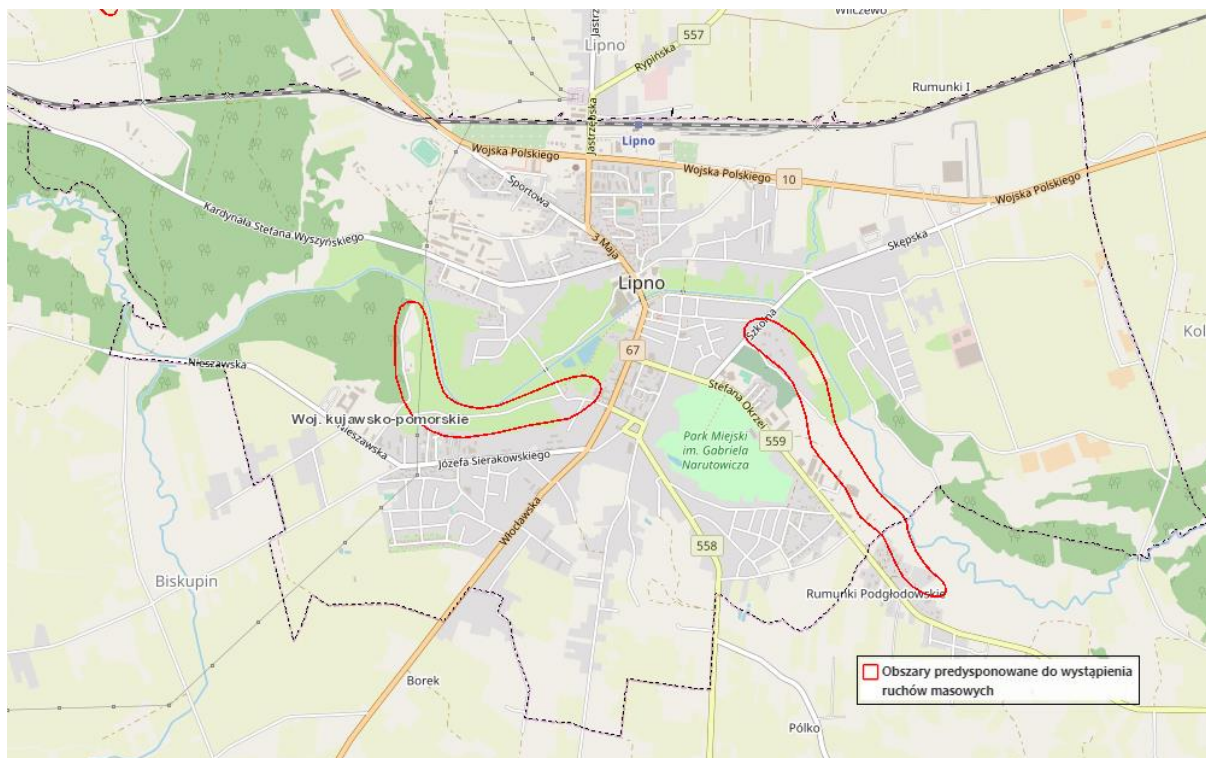 Wilczewo
557
Jastrz
Lipno
Rypińska
Rumunki I
Jastrzębska
Lipno
Wojska Polskiego
Wojska Polskiego
10
Wojska Polskiego
Sportowa
Kardynała Stefana Wyszyńskiego
3 Maja
Skępska
Lipno
Szkolna
Kol
67
Nieszawska
Stefana Okrzei
Woj. kujawsko-pomorskie
Nieszawska
Park Miejski
im. Gabriela
Narutowicza
559
Józefa Sierakowskiego
Włocławska
558
Biskupin
Rumunki Podgłodowskie
Borek
Obszary predysponowane do wystąpienia
ruchów masowych
Pólko